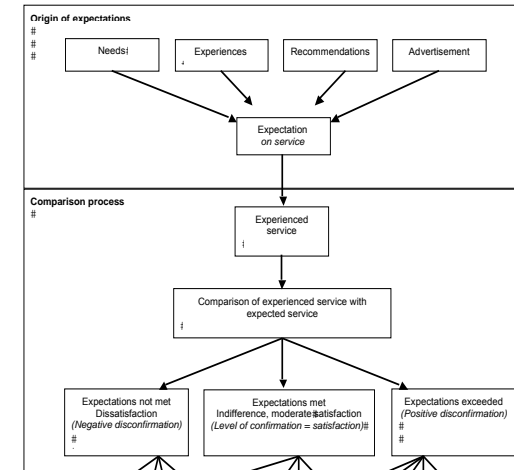 Origin of expectations
#
#
#
Needs
Experiences
Recommendations
Advertisement
Expectation
on service
Comparison process
#
Experienced
service
Comparison of experienced service with
expected service
Expectations not met
Dissatisfaction
(Negative disconfirmation)
#
Expectations met
Indifference, moderate satisfaction
(Level of confirmation = satisfaction)#
Expectations exceeded
(Positive disconfirmation)
#
#